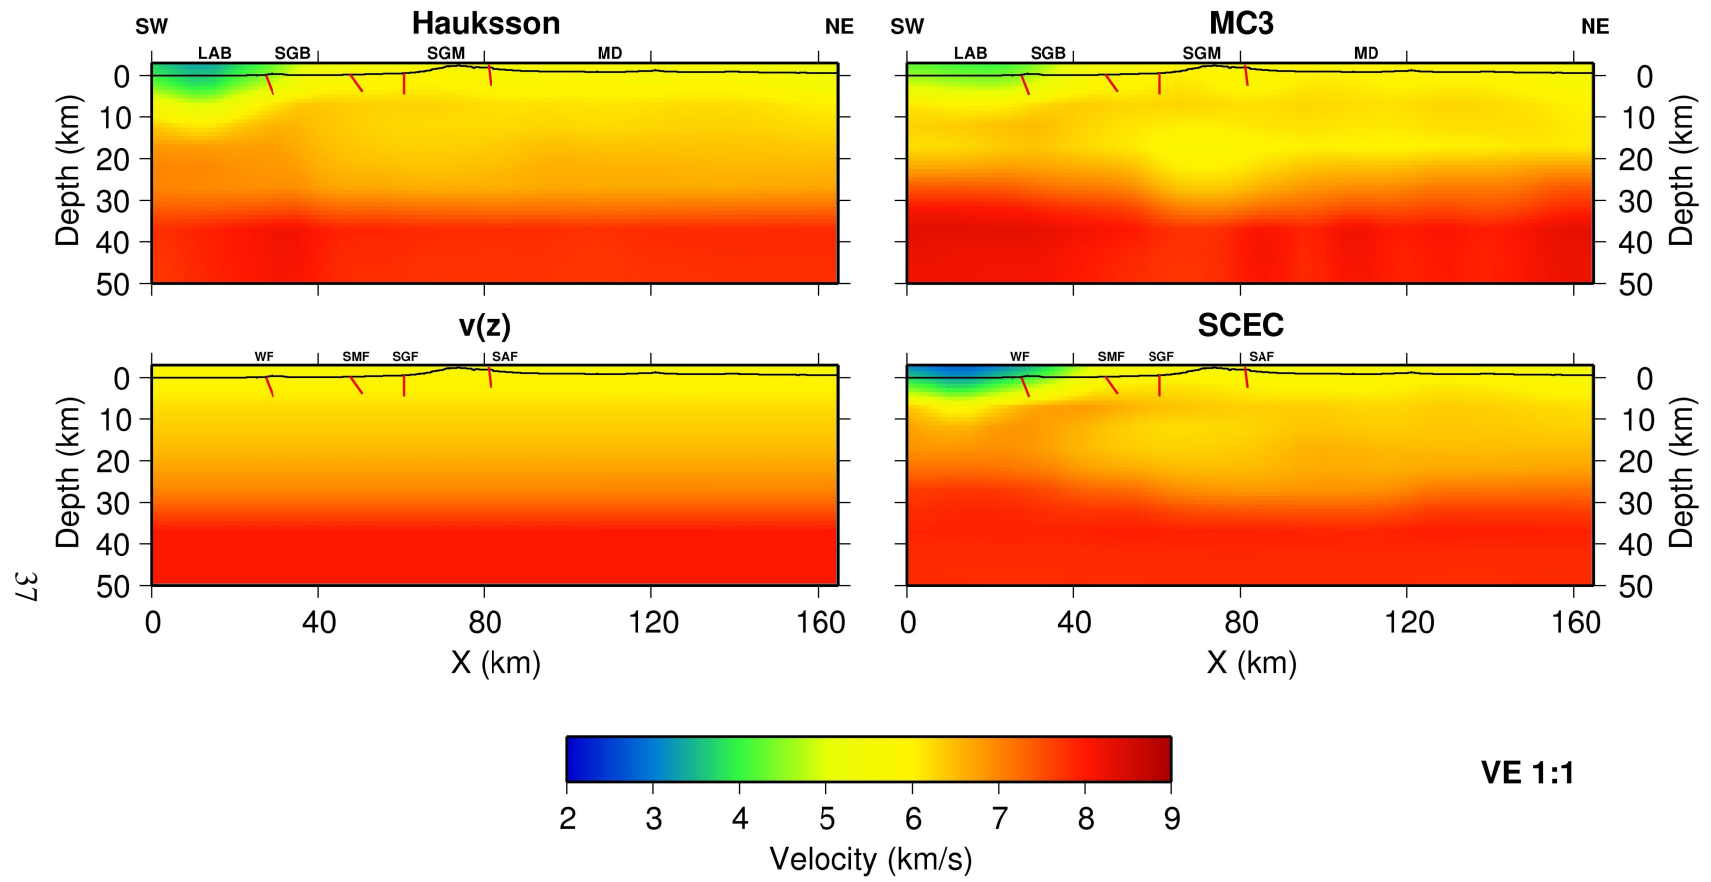 SW Hauksson NE SW MC3 NE
LAB SGB SGM MD LAB SGB SGM MD
0 0
10 10
20 20
30 30
40 40
50 50
Depth (km) Depth (km)
v(z) SCEC
WF SMF SGF SAF WF SMF SGF SAF
0 0
10 10
20 20
30 30
40 40
50 50
Depth (km) Depth (km)
37
0 40 80 120 160 0 40 80 120 160
X (km) X (km)
VE 1:1
2 3 4 5 6 7 8 9
Velocity (km/s)